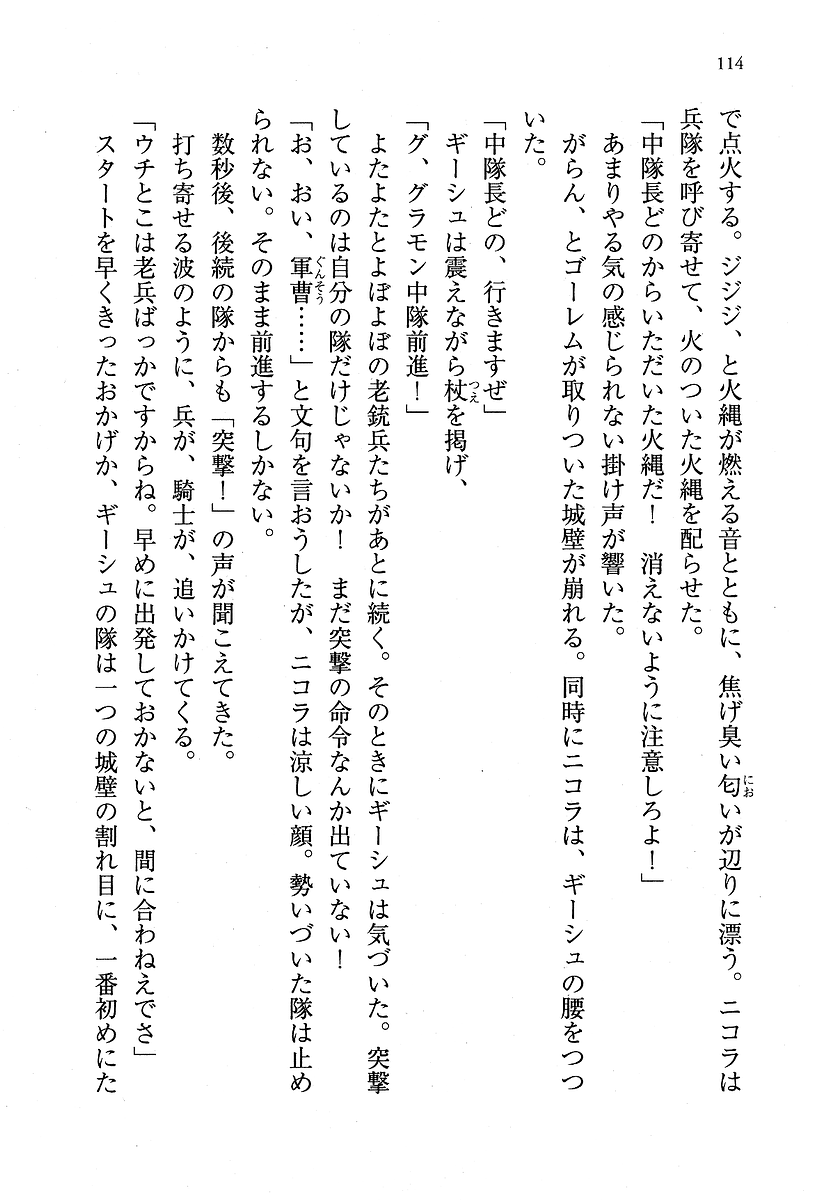 114
で点火する。ジジジ、と火縄が燃える音とともに、焦げ臭い匂いが辺りに漂う。ニコラは
兵隊を呼び寄せて、火のついた火縄を配らせた。
「中隊長どのからいただいた火縄だ！　消えないように注意しろよ！」
あまりやる気の感じられない掛け声が響いた。
がらん、とゴーレムが取りついた城壁が崩れる。同時にニコラは、ギーシュの腰をつつ
いた。
「中隊長どの、行きますぜ」
ギーシュは震えながら杖を掲げ、
「グ、グラモン中隊前進！」
よたよたとよぼよぼの老銃兵たちがあとに続く。そのときにギーシュは気づいた。突撃
しているのは自分の隊だけじゃないか！　まだ突撃の命令なんか出ていない！
「お、おい、軍曹……」と文句を言おうしたが、ニコラは涼しい顔。勢いづいた隊は止め
られない。そのまま前進するしかない。
数秒後、後続の隊からも「突撃！」の声が聞こえてきた。
打ち寄せる波のように、兵が、騎士が、追いかけてくる。
「ウチとこは老兵ばっかですからね。早めに出発しておかないと、間に合わねえでさ」
スタートを早くきったおかげか、ギーシュの隊は一つの城壁の割れ目に、一番初めにた